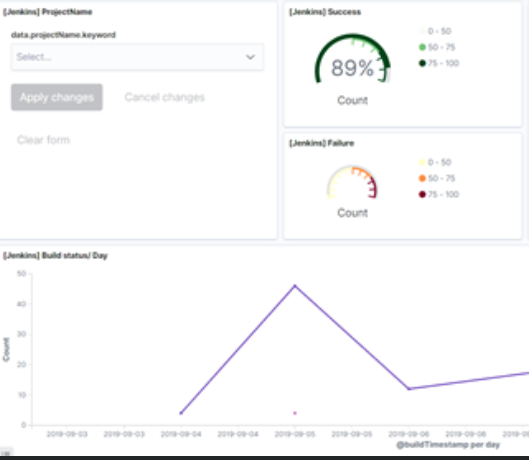 [Jenkins] ProjectName
data.projectName.keyword
Select...
Apply changes
Cancel changes
Clear form
[Jenkins] Success
89%
Count
0 - 50
50 - 75
75 - 100
[Jenkins] Failure
Count
0 - 50
50 - 75
75 - 100
[Jenkins] Build status/ Day
Count
50
40
30
20
10
0
2019-09-03 2019-09-03 2019-09-04 2019-09-04 2019-09-05 2019-09-05 2019-09-06 2019-09-06 2019-09-
@buildTimestamp per day